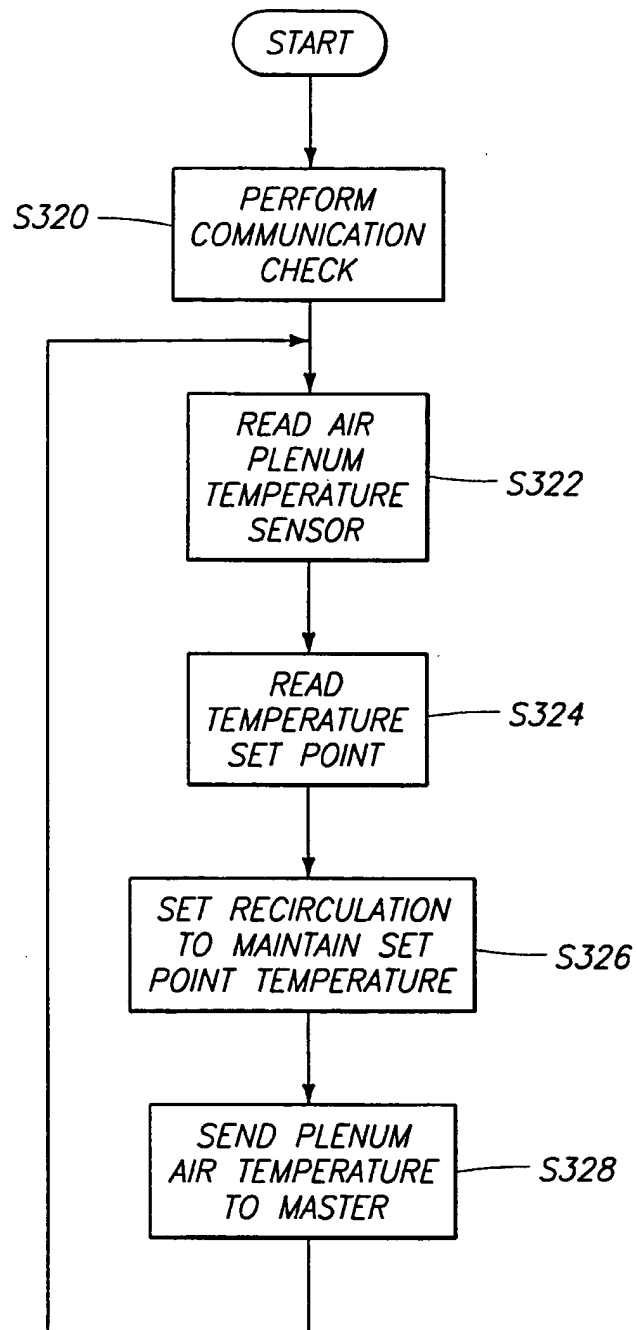 START
S320
PERFORM
COMMUNICATION
CHECK
READ AIR
PLENUM
TEMPERATURE
SENSOR
S322
READ
TEMPERATURE
SET POINT
S324
SET RECIRCULATION
TO MAINTAIN SET
POINT TEMPERATURE
S326
SEND PLENUM
AIR TEMPERATURE
TO MASTER
S328